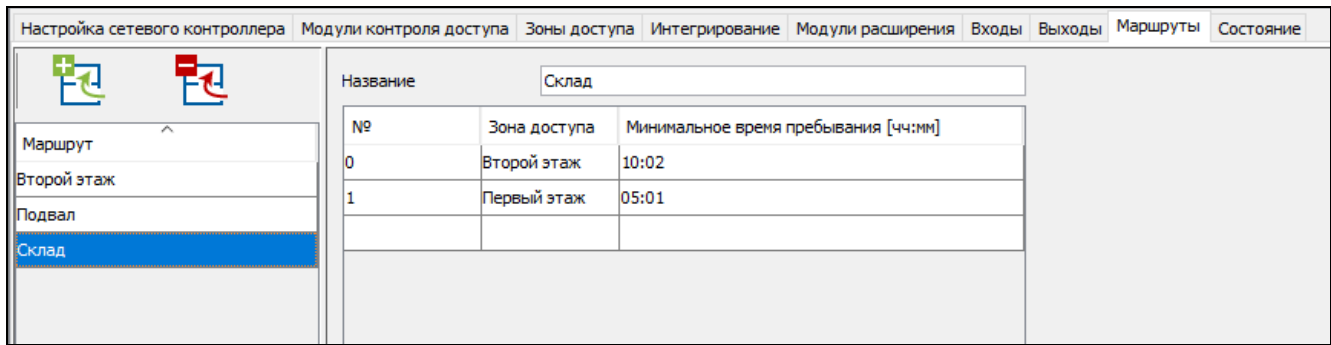 Настройка сетевого контроллера Модули контроля доступа Зоны доступа Интегрирование Модули расширения Входы Выходы Маршруты Состояние
Название Склад
Маршрут
Второй этаж
Подвал
Склад
№ Зона доступа Минимальное время пребывания [чч:мм]
0 Второй этаж 10:02
1 Первый этаж 05:01